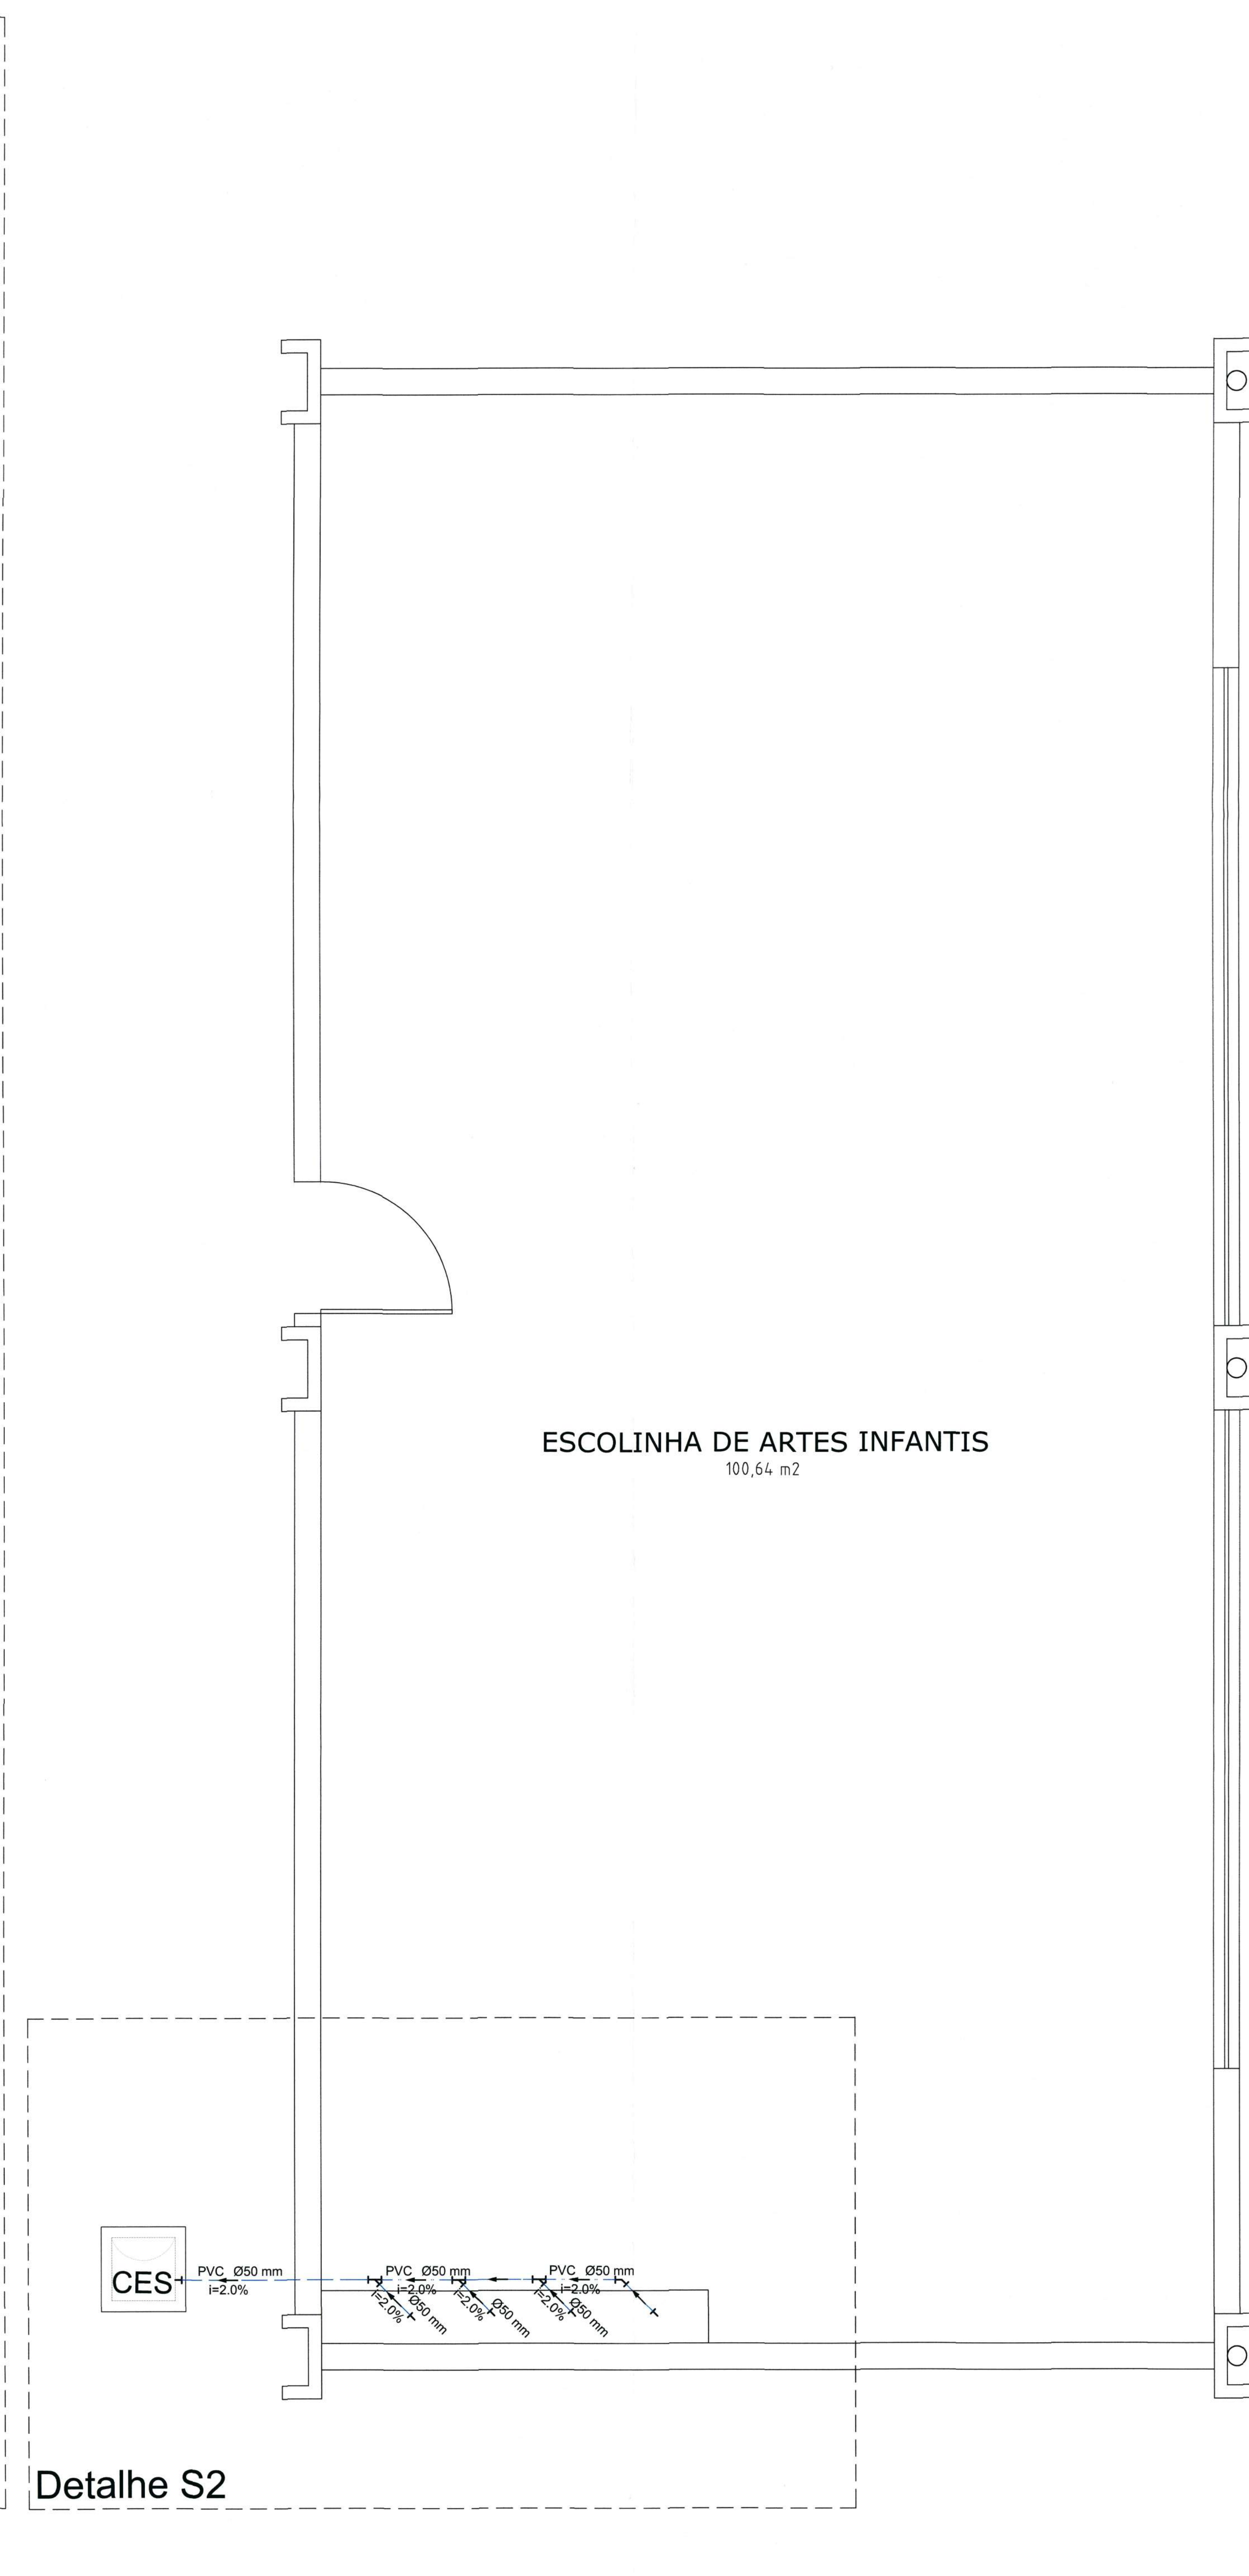 ESCOLINHA DE ARTES INFANTIS
100,64 m2
PVC Ø50 mm
i=2.0%
PVC Ø50 mm
i=2.0%
PVC Ø50 mm
i=2.0%
CES
i=2.0%
Ø50 mm
i=2.0%
Ø50 mm
i=2.0%
Ø50 mm
Detalhe S2